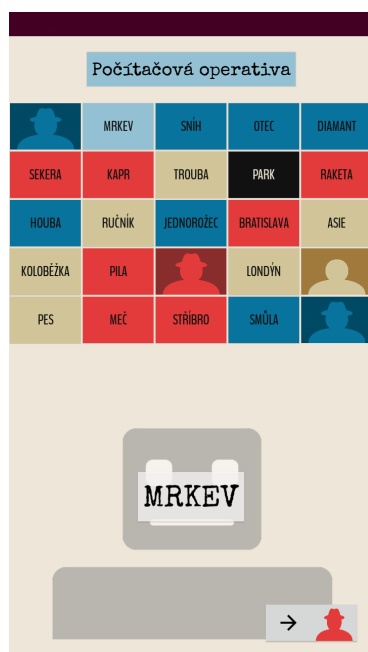 Počítačová operativa
MRKEV SNÍH OTEC DIAMANT
SEKERA KAPR TROUBA PARK RAKETA
HOUBA RUČNÍK JEDNOROŽEC BRATISLAVA ASIE
KOLOBĚŽKA PILA LONDÝN
PES MEČ STŘÍBRO SMŮLA
MRKEV